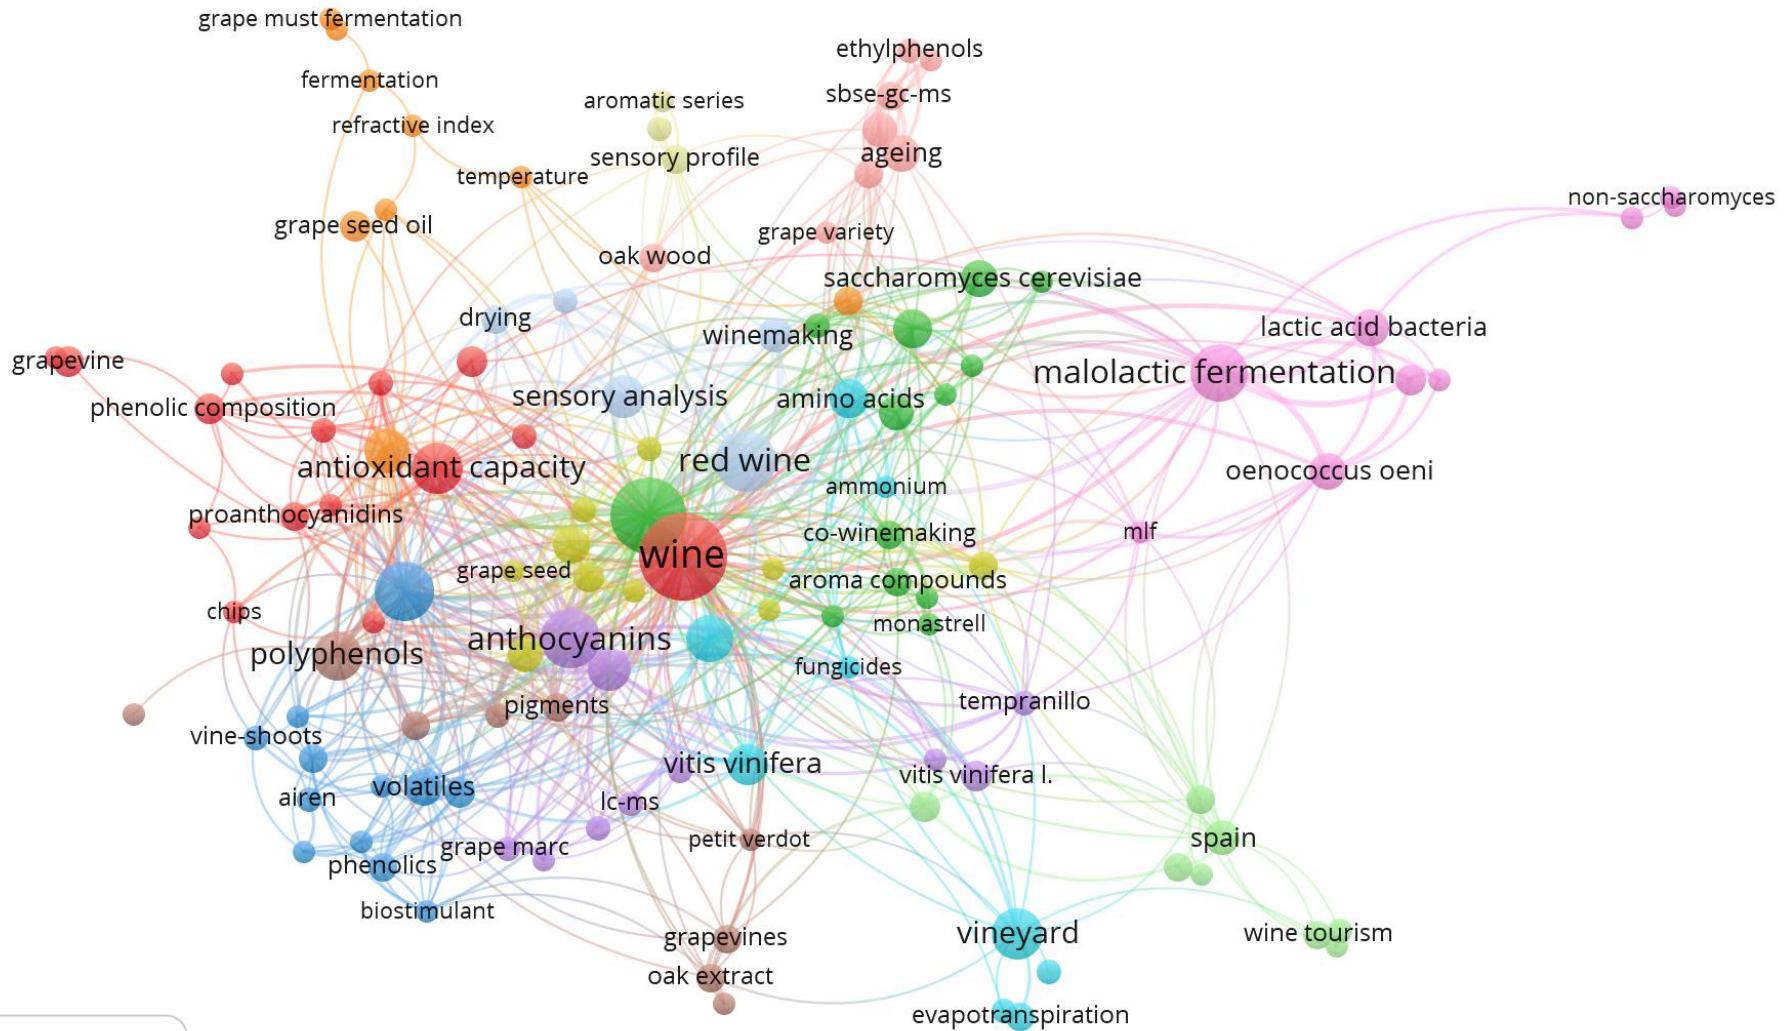 grape must fermentation
ethylphenols
fermentation
sbse-gc-ms
aromatic series
refractive index
ageing
sensory profile
temperature
non-saccharomyces
grape seed oil
grape variety
oak wood
saccharomyces cerevisiae
drying
lactic acid bacteria
winemaking
grapevine
malolactic fermentation
sensory analysis
amino acids
phenolic composition
red wine
antioxidant capacity
oenococcus oeni
ammonium
proanthocyanidins
mlf
co-winemaking
wine
grape seed
aroma compounds
chips
monastrell
anthocyanins
polyphenols
fungicides
tempranillo
pigments
vine-shoots
vitis vinifera
vitis vinifera l.
volatiles
airen
lc-ms
spain
petit verdot
grape marc
phenolics
biostimulant
vineyard
wine tourism
grapevines
oak extract
evapotranspiration